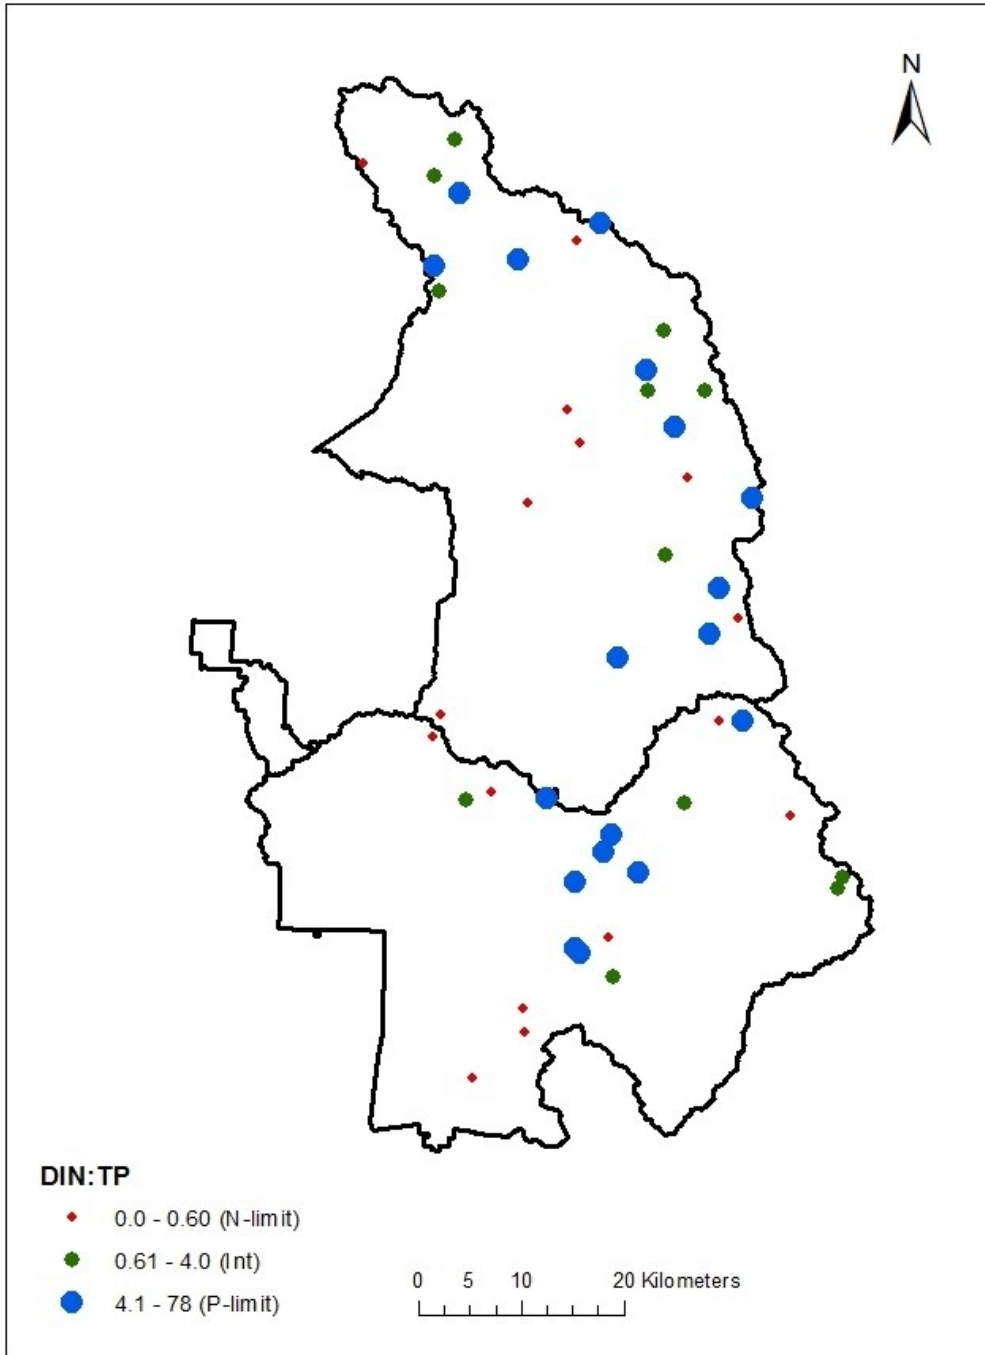 N
DIN:TP
0.0 - 0.60 (N-limit)
0.61 - 4.0 (Int)
4.1 - 78 (P-limit)
0 5 10 20 Kilometers